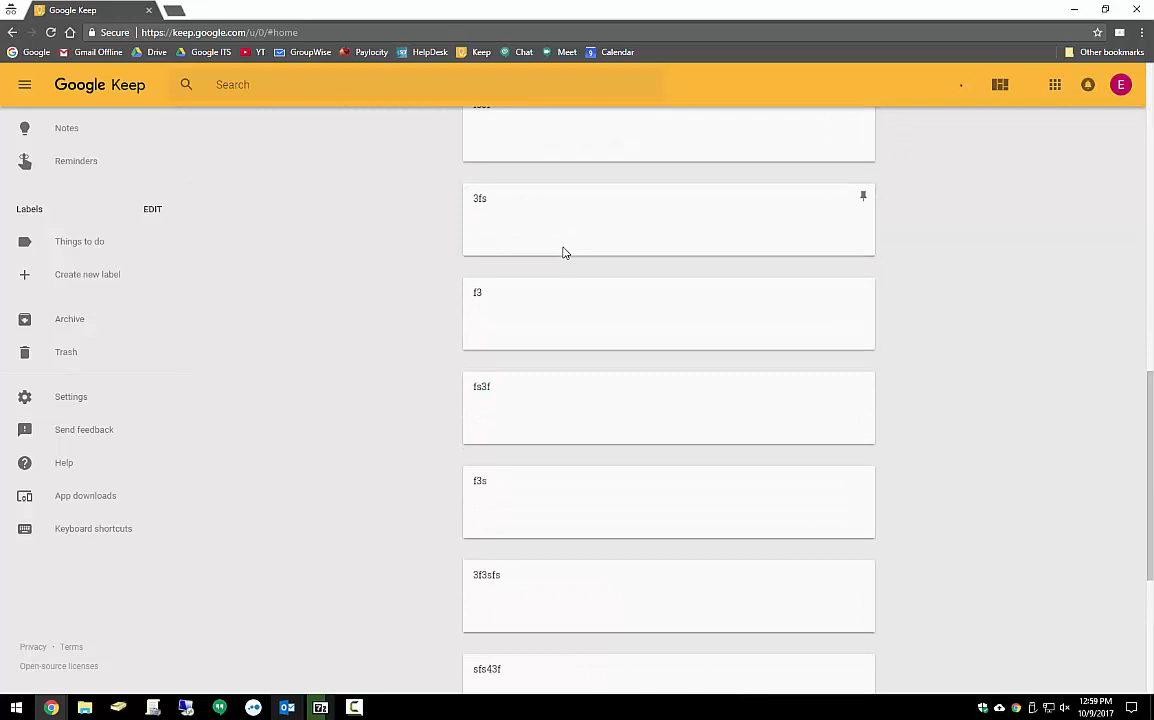 Google Keep
Secure https://keep.google.com/u/0/#home
Google Gmail Offline Drive Google ITS YT GroupWise Paylocity HelpDesk Keep Chat Meet 9 Calendar Other bookmarks
Google Keep Search E
Notes
Reminders
Labels EDIT
Things to do
Create new label
Archive
Trash
Settings
Send feedback
Help
App downloads
Keyboard shortcuts
Privacy · Terms
Open-source licenses
3fs
f3
fs3f
f3s
3f3sfs
sfs43f
12:59 PM
10/9/2017